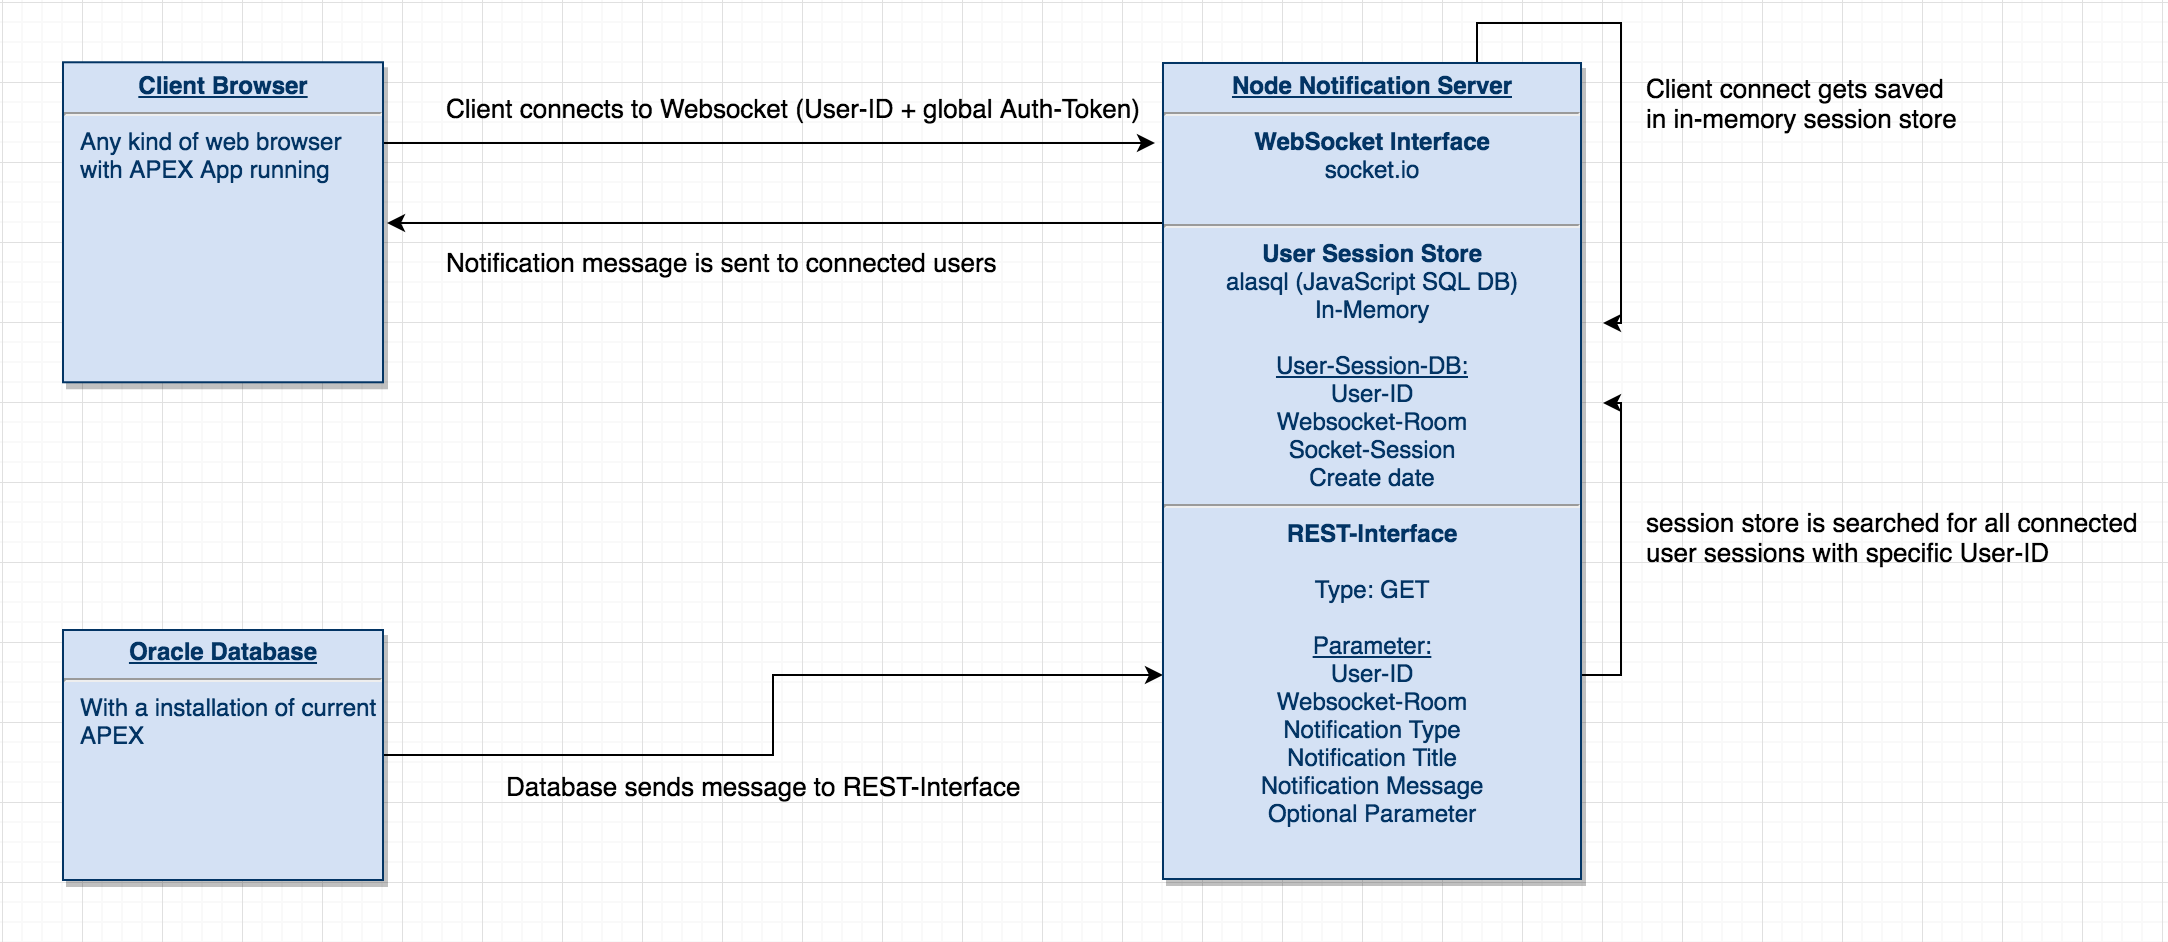 Client Browser
Any kind of web browser
with APEX App running
Client connects to Websocket (User-ID + global Auth-Token)
Notification message is sent to connected users
Node Notification Server
WebSocket Interface
socket.io
User Session Store
alasql (JavaScript SQL DB)
In-Memory
User-Session-DB:
User-ID
Websocket-Room
Socket-Session
Create date
REST-Interface
Type: GET
Parameter:
User-ID
Websocket-Room
Notification Type
Notification Title
Notification Message
Optional Parameter
Client connect gets saved
in in-memory session store
session store is searched for all connected
user sessions with specific User-ID
Oracle Database
With a installation of current
APEX
Database sends message to REST-Interface